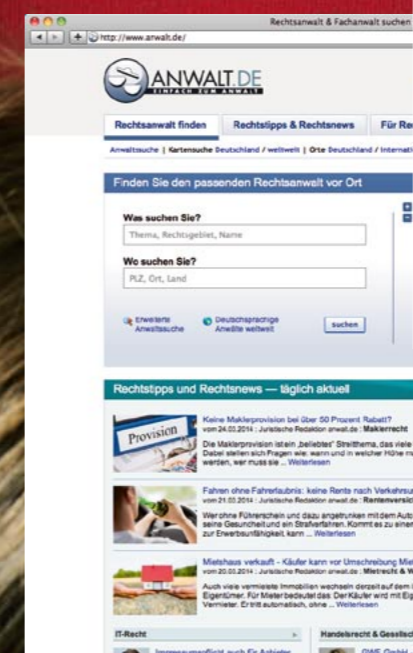 Rechtsanwalt & Fachanwalt suchen
http://www.anwalt.de/
ANWALT.DE
EINFACH ZUM ANWALT
Rechtsanwalt finden Rechtstipps & Rechtsnews Für Re
Anwaltssuche | Kartensuche Deutschland / weltweit | Orte Deutschland / Internati
Finden Sie den passenden Rechtsanwalt vor Ort
Was suchen Sie?
Thema, Rechtsgebiet, Name
Wo suchen Sie?
PLZ, Ort, Land
Erweiterte Anwaltssuche
Deutschsprachige Anwälte weltweit
suchen
Rechtstipps und Rechtsnews — täglich aktuell
Provision
Keine Maklerprovision bei über 50 Prozent Rabatt?
vom 24.03.2014 : Juristische Redaktion anwalt.de : Maklerrecht
Die Maklerprovision ist ein „beliebtes“ Streitthema, das viele
Dabei stellen sich Fragen wie: wann und in welcher Höhe mu
werden, wer muss sie ... Weiterlesen
Fahren ohne Fahrerlaubnis: keine Rente nach Verkehrsu
vom 21.03.2014 : Juristische Redaktion anwalt.de : Rentenversich
Wer ohne Führerschein und dazu angetrunken mit dem Auto
seine Gesundheit und ein Strafverfahren. Kommt es zu einer
zur Erwerbsunfähigkeit, kann ... Weiterlesen
Mietshaus verkauft - Käufer kann vor Umschreibung Miet
vom 20.03.2014 : Juristische Redaktion anwalt.de : Mietrecht & W
Auch viele vermietete Immobilien wechseln derzeit auf dem I
Eigentümer. Für Mieter bedeutet das: Der Käufer wird mit Eig
Vermieter. Er tritt automatisch, ohne ... Weiterlesen
IT-Recht Handelsrecht & Gesellsch
Impressumspflicht auch für Anbieter